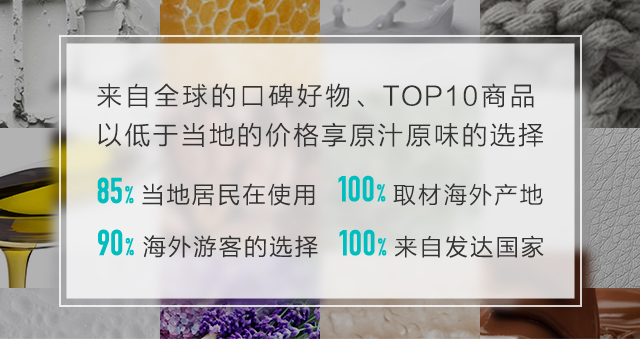 来自全球的口碑好物、TOP10商品
以低于当地的价格享原汁原味的选择
85% 当地居民在使用 100% 取材海外产地
90% 海外游客的选择 100% 来自发达国家